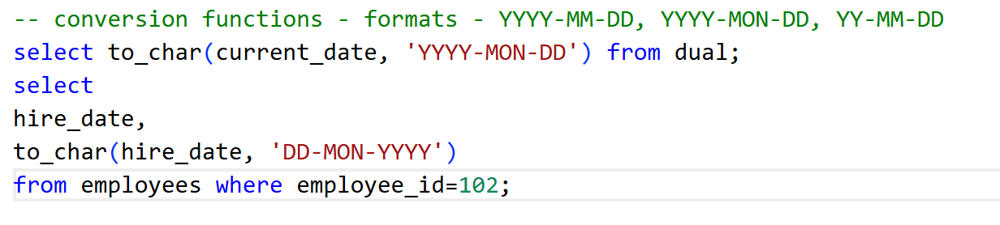 -- conversion functions - formats - YYYY-MM-DD, YYYY-MON-DD, YY-MM-DD
select to_char(current_date, 'YYYY-MON-DD') from dual;
select
hire_date,
to_char(hire_date, 'DD-MON-YYYY')
from employees where employee_id=102;